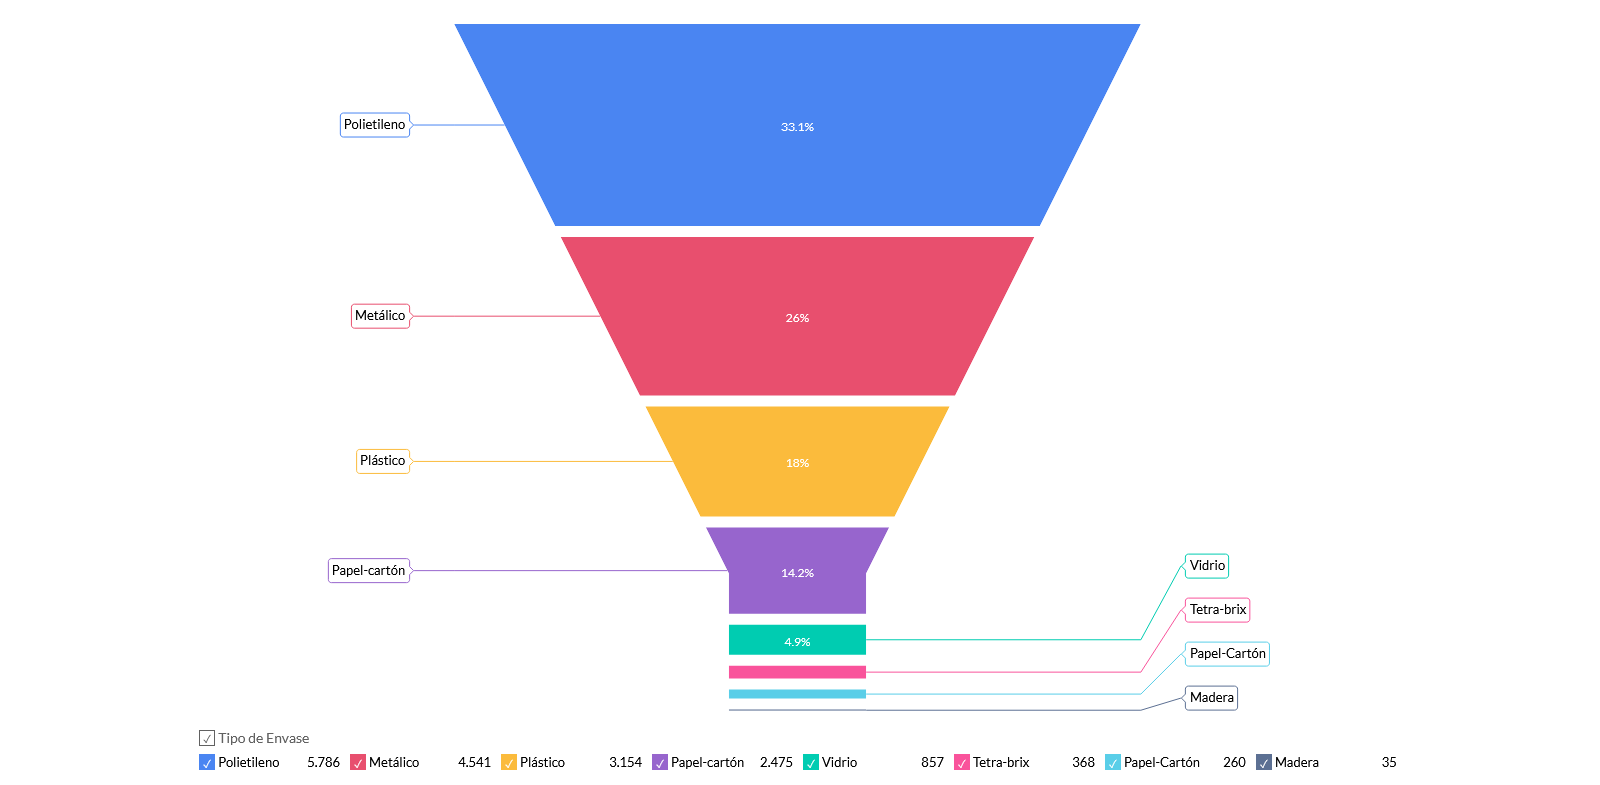 33.1%
Polietileno
26%
Metálico
18%
Plástico
14.2%
Papel-cartón
4.9%
Vidrio
Tetra-brix
Papel-Cartón
Madera
Tipo de Envase
Polietileno 5.786 Metálico 4.541 Plástico 3.154 Papel-cartón 2.475 Vidrio 857 Tetra-brix 368 Papel-Cartón 260 Madera 35